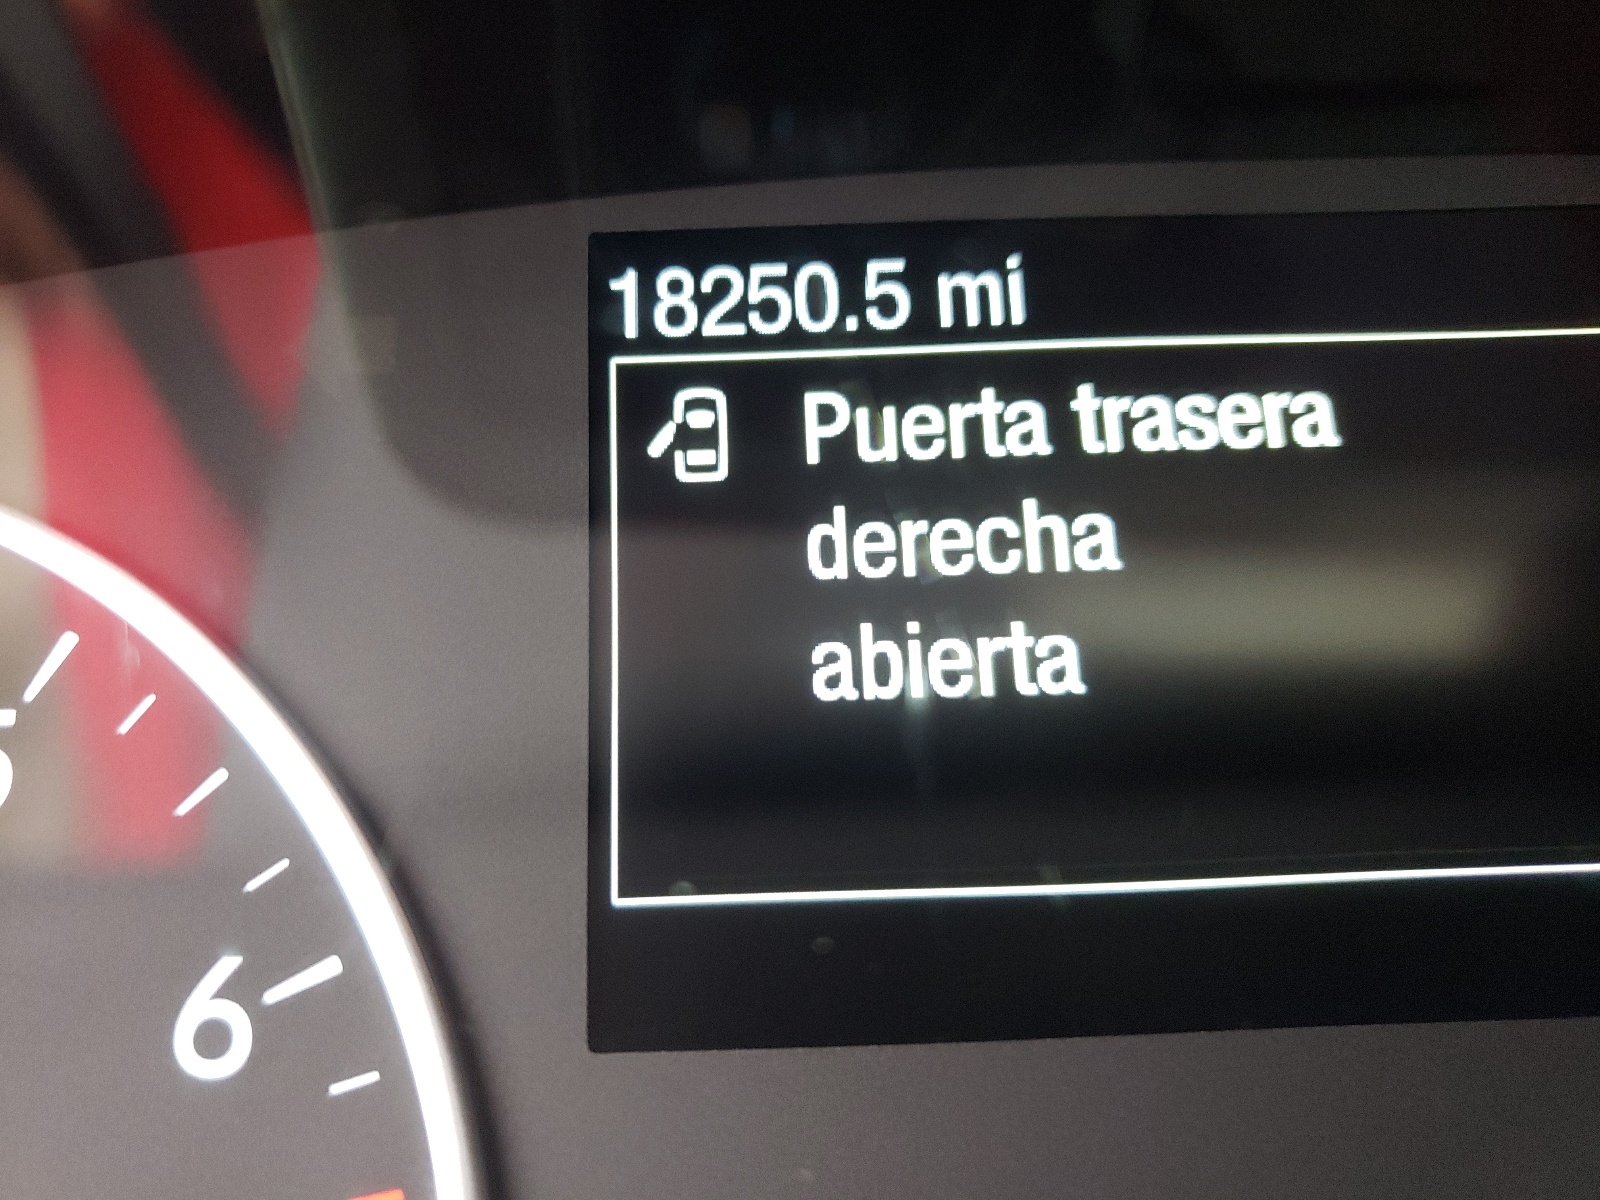 18250.5 mi
Puerta trasera
derecha
abierta
6